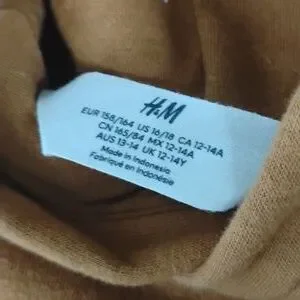 H&M
EUR 158/164 US 16/18 CA 12-14A
CN 165/84 MX 12-14A
AUS 13-14 UK 12-14Y
Made in Indonesia
Fabriqué en Indonésie